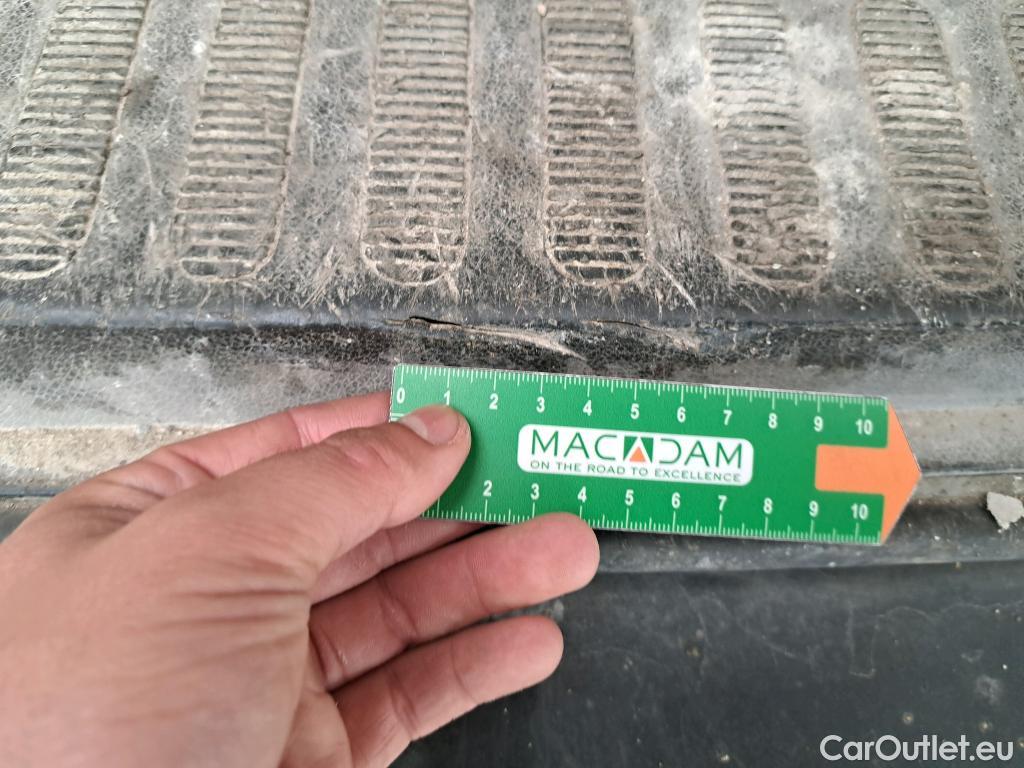 0 1 2 3 4 5 6 7 8 9 10
MACADAM
ON THE ROAD TO EXCELLENCE
2 3 4 5 6 7 8 9 10
CarOutlet.eu